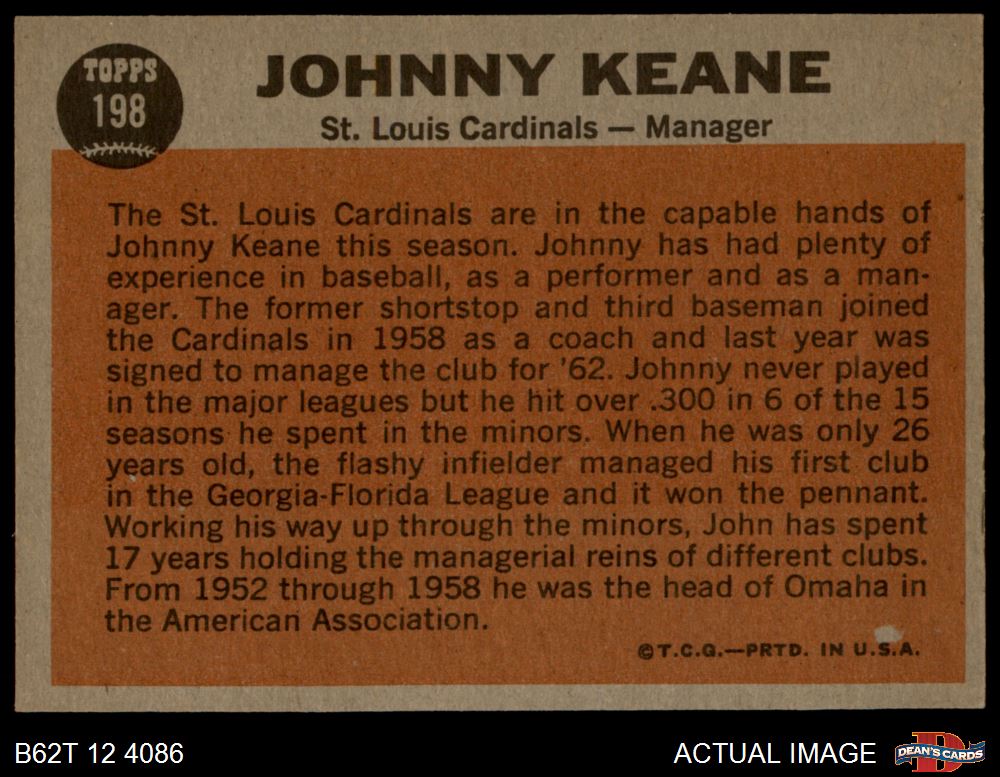 TOPPS
198
JOHNNY KEANE
St. Louis Cardinals — Manager
The St. Louis Cardinals are in the capable hands of
Johnny Keane this season. Johnny has had plenty of
experience in baseball, as a performer and as a man-
ager. The former shortstop and third baseman joined
the Cardinals in 1958 as a coach and last year was
signed to manage the club for '62. Johnny never played
in the major leagues but he hit over .300 in 6 of the 15
seasons he spent in the minors. When he was only 26
years old, the flashy infielder managed his first club
in the Georgia-Florida League and it won the pennant.
Working his way up through the minors, John has spent
17 years holding the managerial reins of different clubs.
From 1952 through 1958 he was the head of Omaha in
the American Association.
©T.C.G.—PRTD. IN U.S.A.
B62T 12 4086
ACTUAL IMAGE
D
DEAN'S CARDS